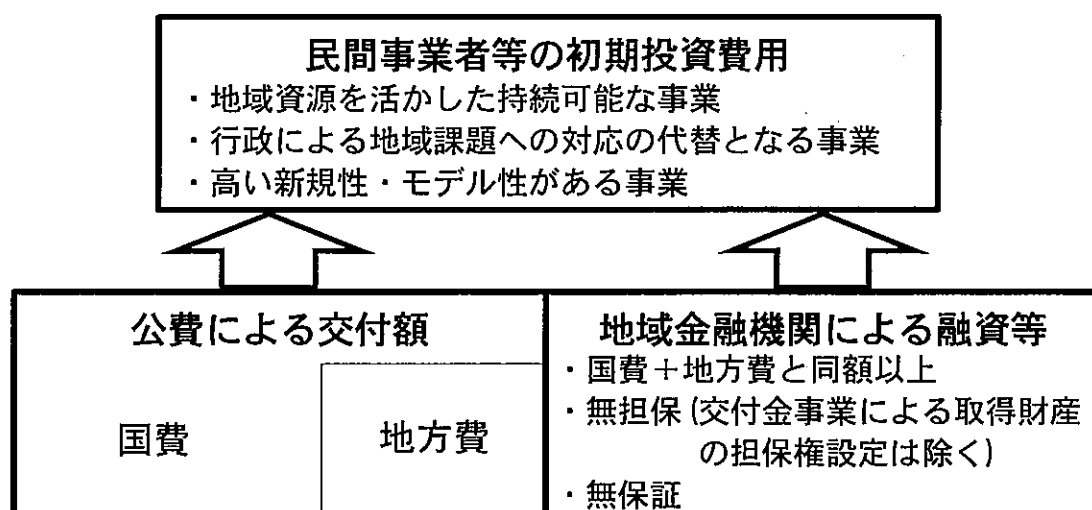 民間事業者等の初期投資費用
・地域資源を活かした持続可能な事業
・行政による地域課題への対応の代替となる事業
・高い新規性・モデル性がある事業
公費による交付額
国費
地方費
地域金融機関による融資等
・国費＋地方費と同額以上
・無担保(交付金事業による取得財産
の担保権設定は除く)
・無保証